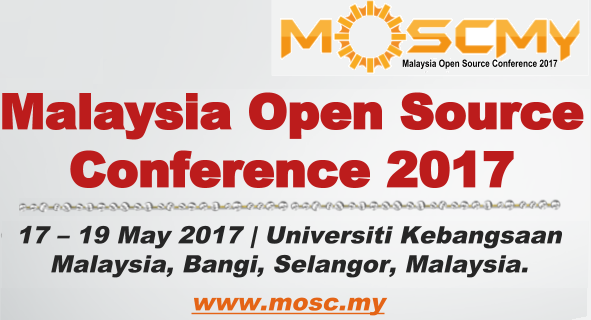 MOSCMY
Malaysia Open Source Conference 2017
Malaysia Open Source
Conference 2017
17 – 19 May 2017 | Universiti Kebangsaan
Malaysia, Bangi, Selangor, Malaysia.
www.mosc.my